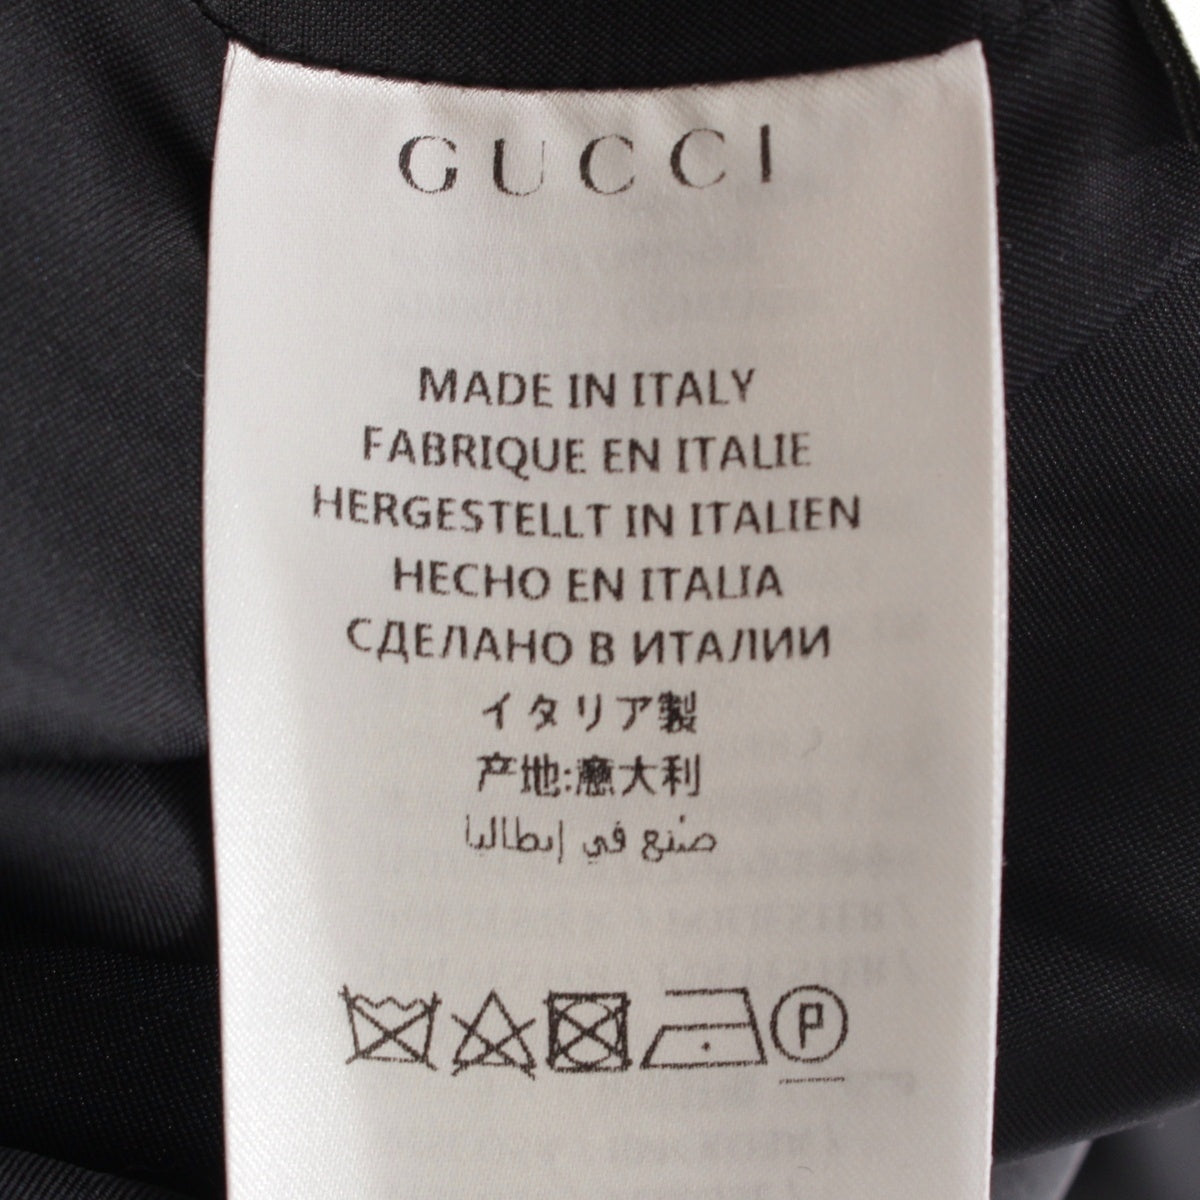 GUCCI
MADE IN ITALY
FABRIQUE EN ITALIE
HERGESTELLT IN ITALIEN
HECHO EN ITALIA
СДЕЛАНО В ИТАЛИИ
イタリア製
产地:意大利
صُنع في إيطاليا
P